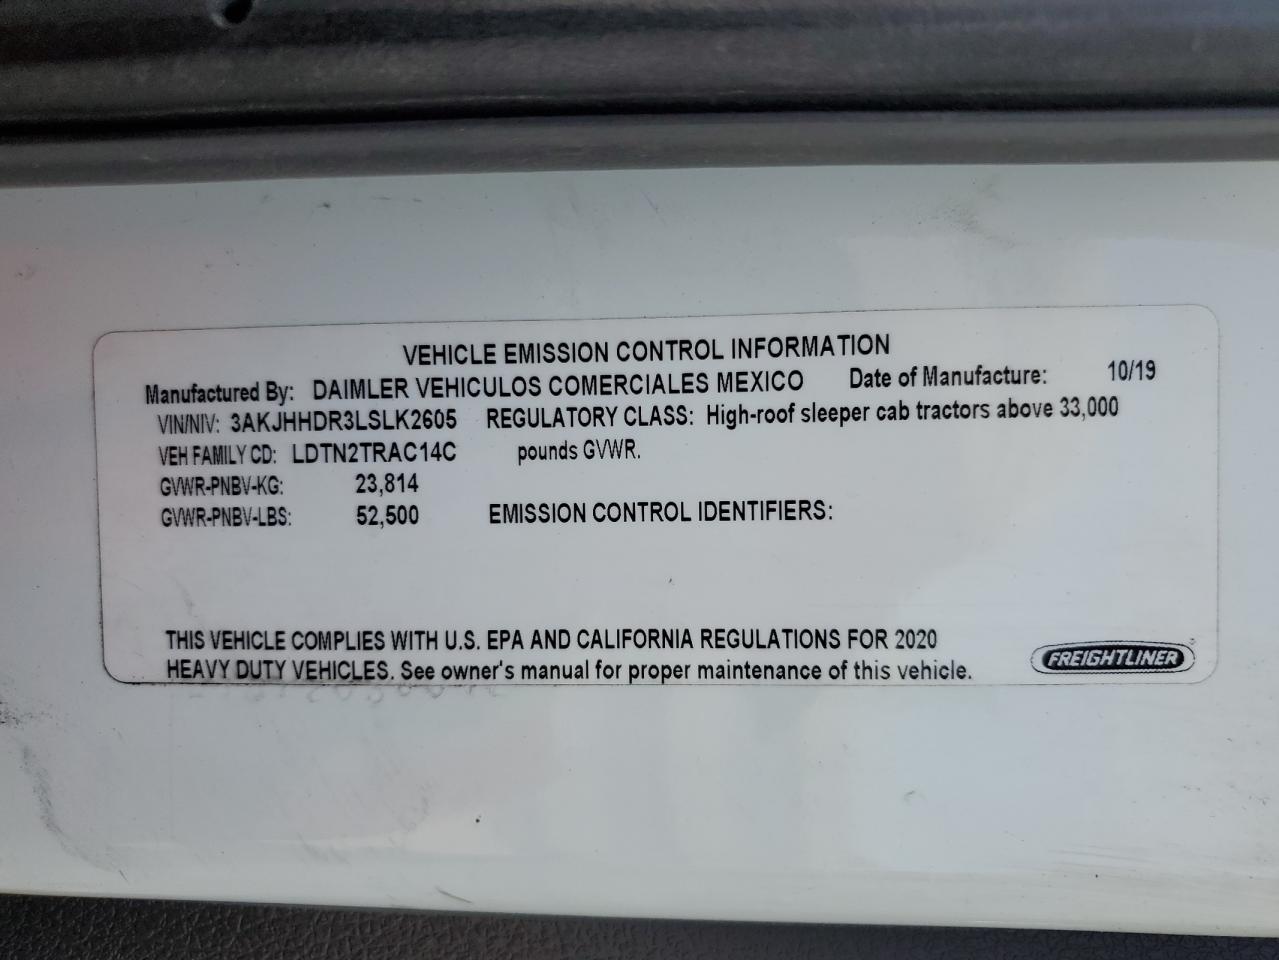 VEHICLE EMISSION CONTROL INFORMATION
Manufactured By: DAIMLER VEHICULOS COMERCIALES MEXICO Date of Manufacture: 10/19
VIN/NIV: 3AKJHHDR3LSLK2605 REGULATORY CLASS: High-roof sleeper cab tractors above 33,000
VEH FAMILY CD: LDTN2TRAC14C pounds GVWR.
GVWR-PNBV-KG: 23,814
GVWR-PNBV-LBS: 52,500 EMISSION CONTROL IDENTIFIERS:
THIS VEHICLE COMPLIES WITH U.S. EPA AND CALIFORNIA REGULATIONS FOR 2020
HEAVY DUTY VEHICLES. See owner's manual for proper maintenance of this vehicle.
FREIGHTLINER